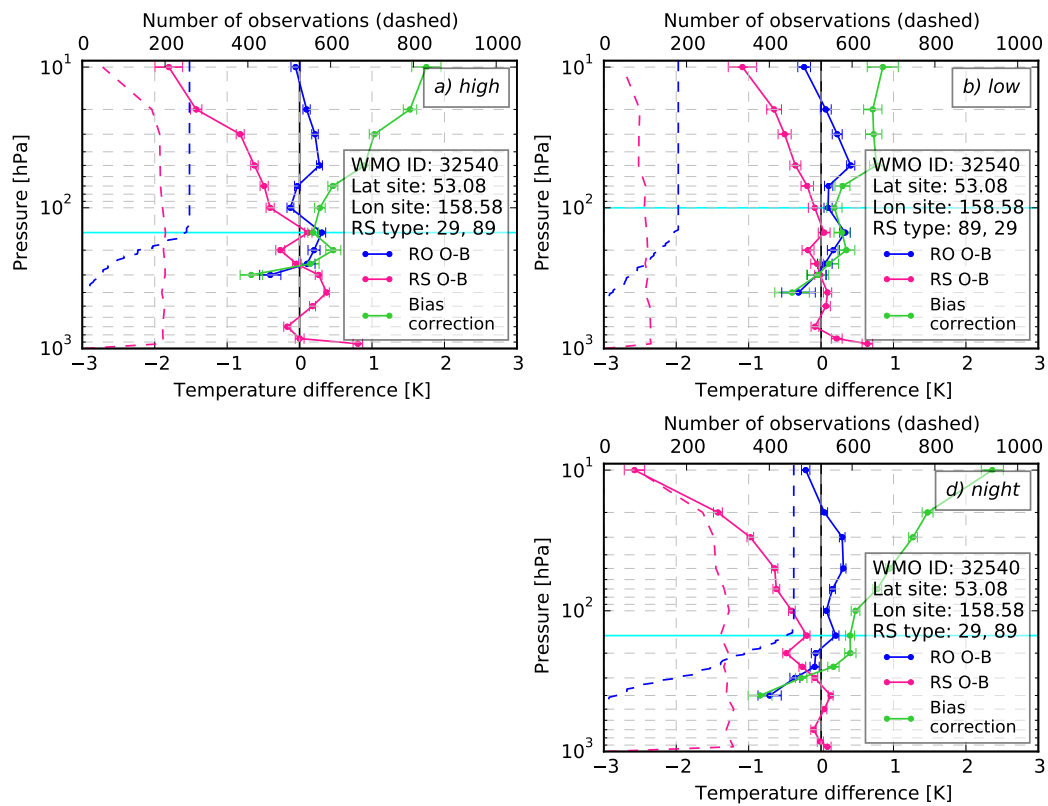 Number of observations (dashed)
0 200 400 600 800 1000
10¹
10²
10³
Pressure [hPa]
a) high
WMO ID: 32540
Lat site: 53.08
Lon site: 158.58
RS type: 29, 89
RO O-B
RS O-B
Bias
correction
−3 −2 −1 0 1 2 3
Temperature difference [K]
Number of observations (dashed)
0 200 400 600 800 1000
10¹
10²
10³
Pressure [hPa]
b) low
WMO ID: 32540
Lat site: 53.08
Lon site: 158.58
RS type: 89, 29
RO O-B
RS O-B
Bias
correction
−3 −2 −1 0 1 2 3
Temperature difference [K]
Number of observations (dashed)
0 200 400 600 800 1000
10¹
10²
10³
Pressure [hPa]
d) night
WMO ID: 32540
Lat site: 53.08
Lon site: 158.58
RS type: 29, 89
RO O-B
RS O-B
Bias
correction
−3 −2 −1 0 1 2 3
Temperature difference [K]